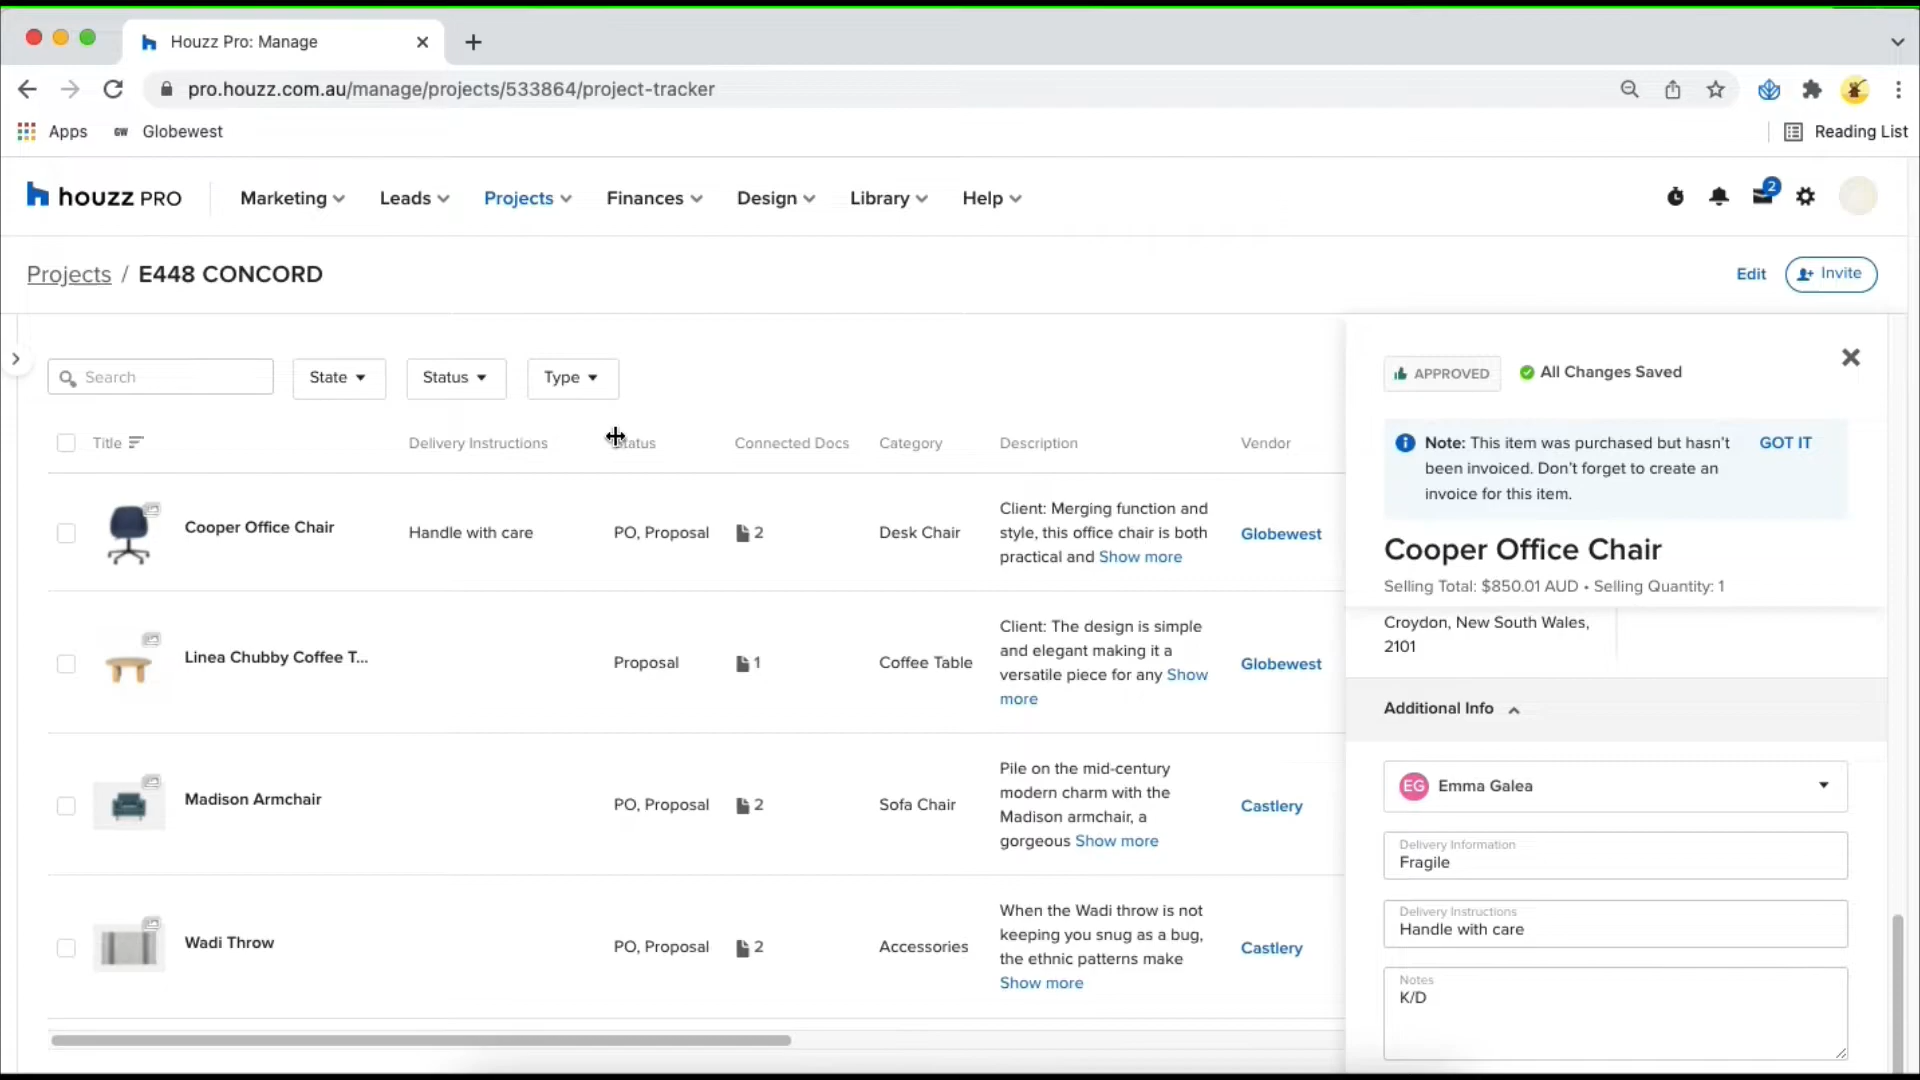 Houzz Pro: Manage
pro.houzz.com.au/manage/projects/533864/project-tracker
Apps
GW Globewest
Reading List
houzz PRO
Marketing
Leads
Projects
Finances
Design
Library
Help
2
Projects / E448 CONCORD
Edit
Invite
Search
State
Status
Type
Title
Delivery Instructions
Status
Connected Docs
Category
Description
Vendor
Cooper Office Chair
Handle with care
PO, Proposal
2
Desk Chair
Client: Merging function and
style, this office chair is both
practical and Show more
Globewest
Linea Chubby Coffee T...
Proposal
1
Coffee Table
Client: The design is simple
and elegant making it a
versatile piece for any Show
more
Globewest
Madison Armchair
PO, Proposal
2
Sofa Chair
Pile on the mid-century
modern charm with the
Madison armchair, a
gorgeous Show more
Castlery
Wadi Throw
PO, Proposal
2
Accessories
When the Wadi throw is not
keeping you snug as a bug,
the ethnic patterns make
Show more
Castlery
APPROVED
All Changes Saved
Note: This item was purchased but hasn't
been invoiced. Don't forget to create an
invoice for this item.
GOT IT
Cooper Office Chair
Selling Total: $850.01 AUD • Selling Quantity: 1
Croydon, New South Wales,
2101
Additional Info
EG Emma Galea
Delivery Information
Fragile
Delivery Instructions
Handle with care
Notes
K/D